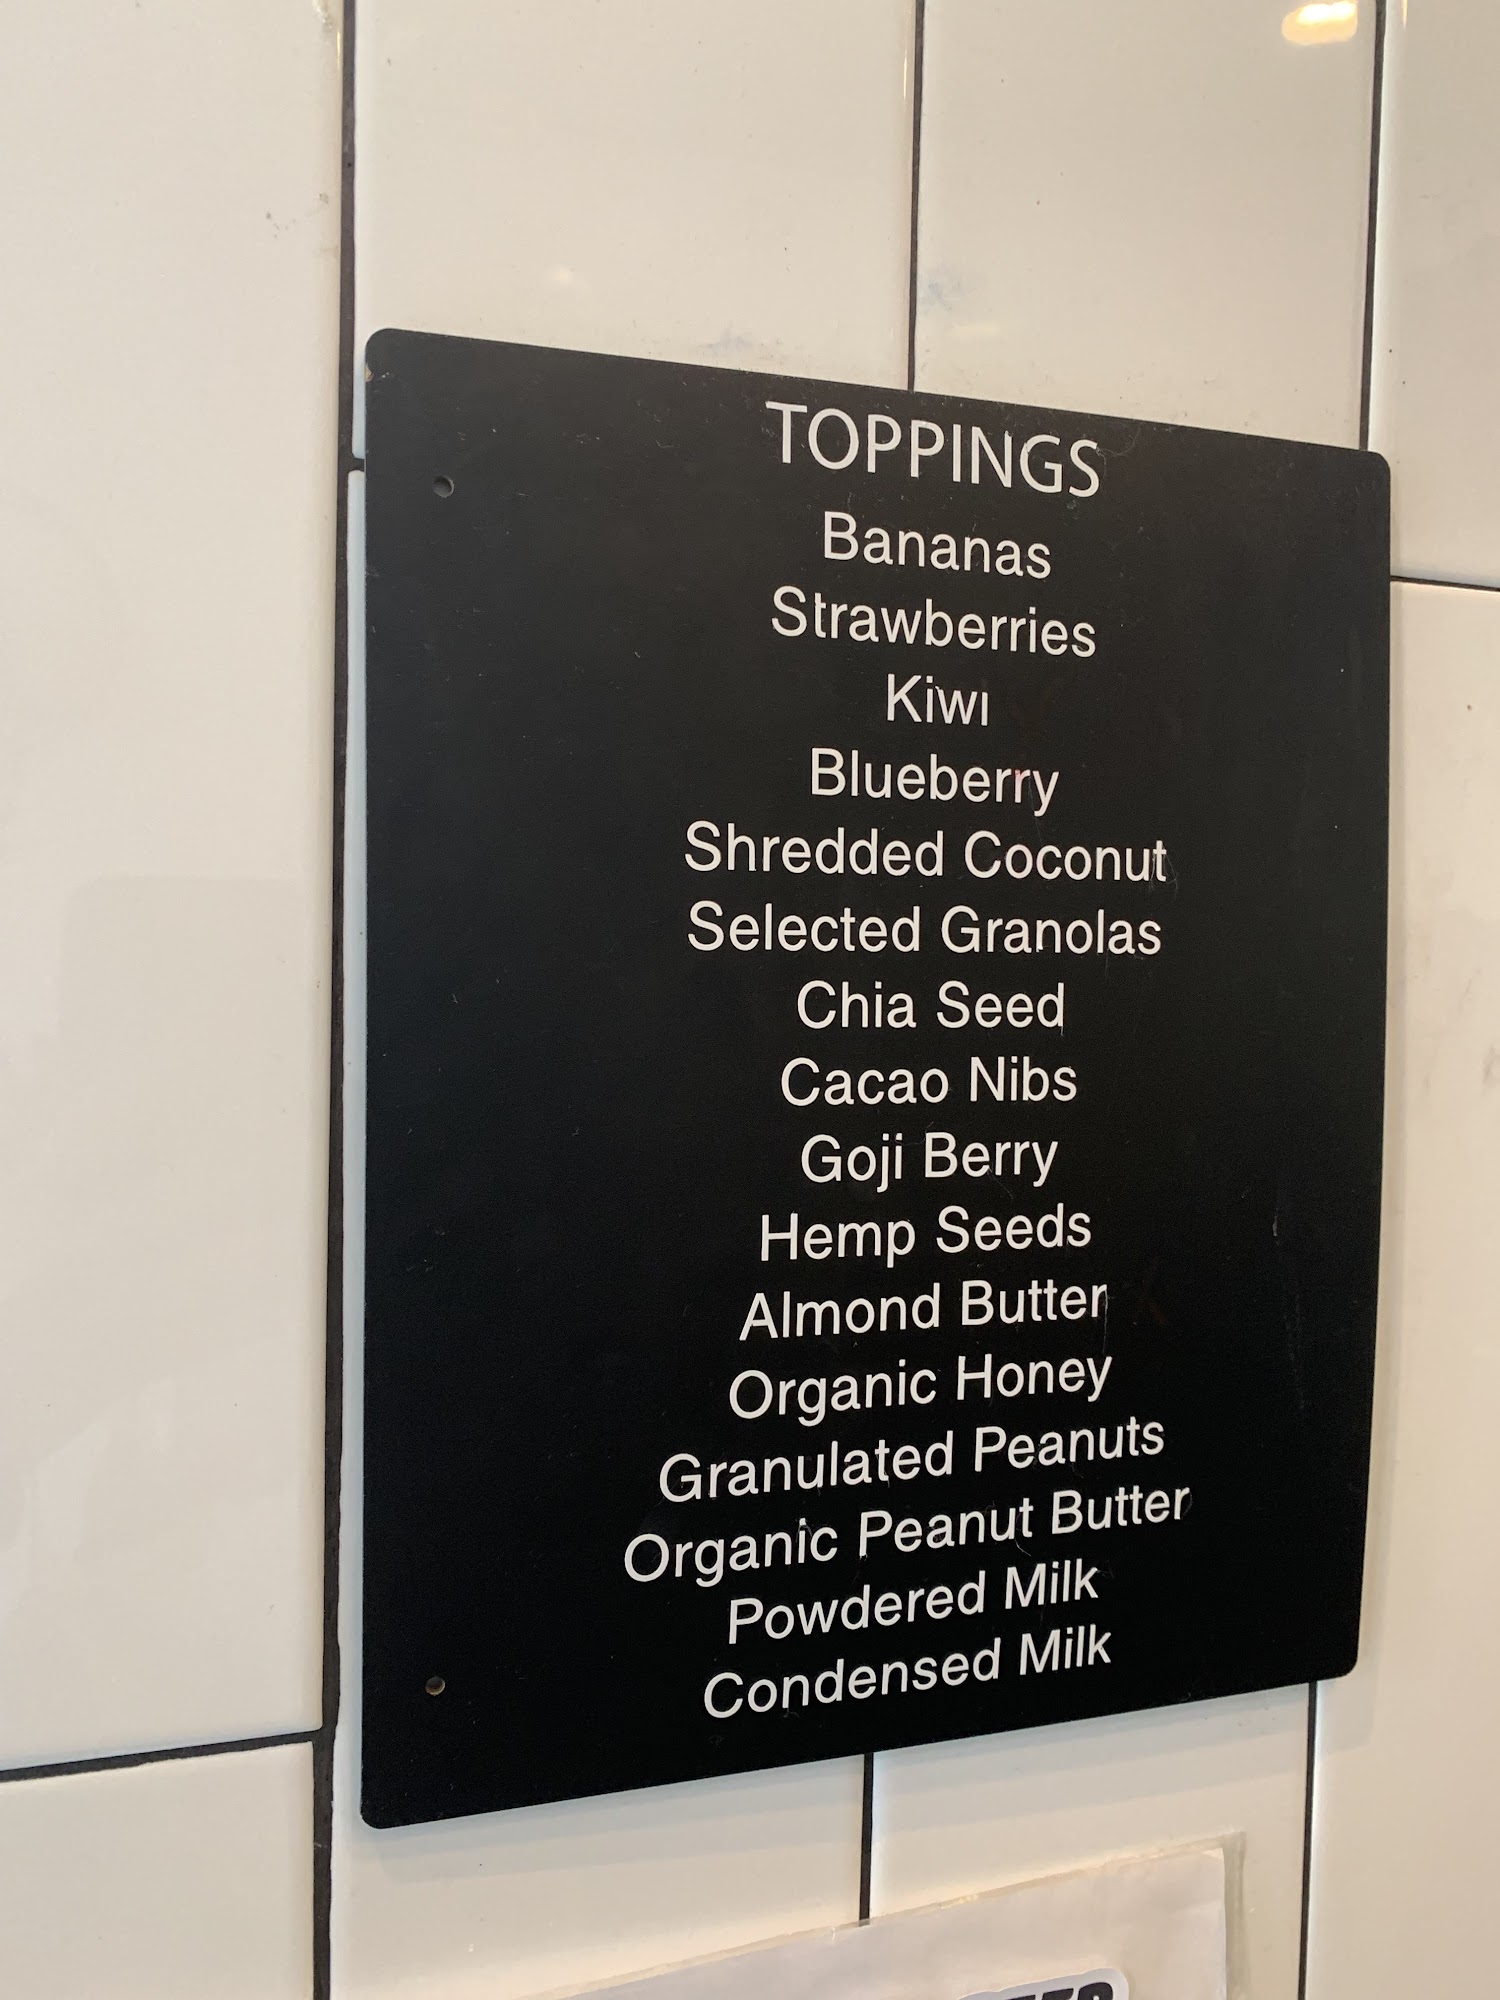 TOPPINGS
Bananas
Strawberries
Kiwi
Blueberry
Shredded Coconut
Selected Granolas
Chia Seed
Cacao Nibs
Goji Berry
Hemp Seeds
Almond Butter
Organic Honey
Granulated Peanuts
Organic Peanut Butter
Powdered Milk
Condensed Milk